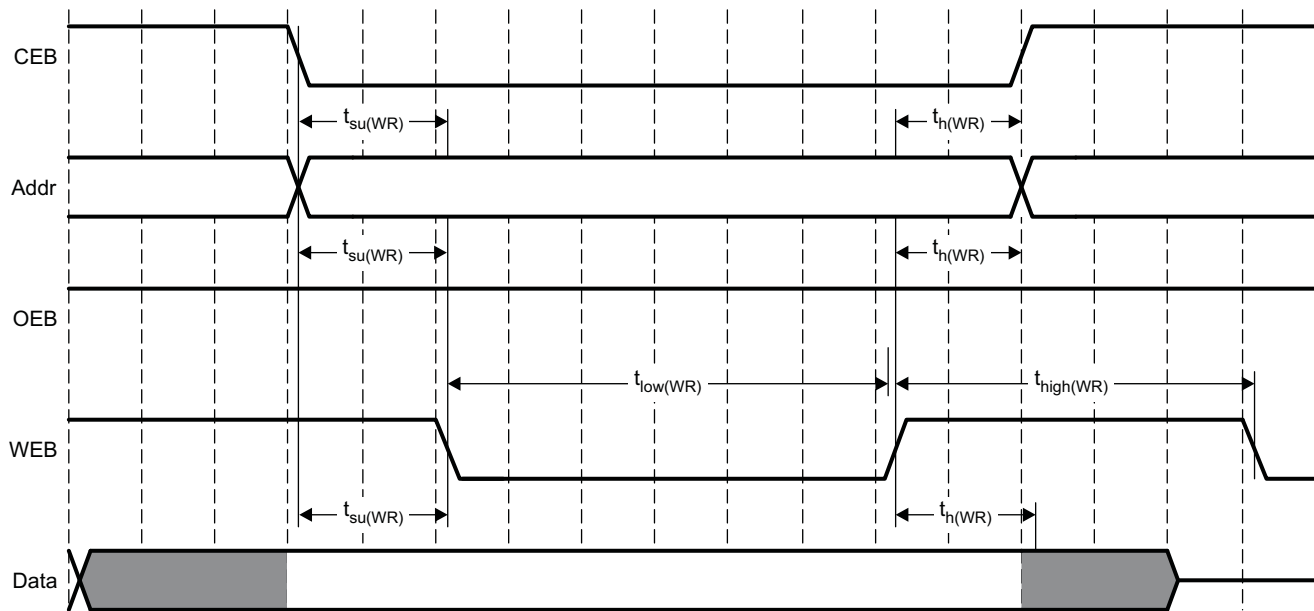 CEB
t_su(WR) t_h(WR)
Addr
t_su(WR) t_h(WR)
OEB
t_low(WR) t_high(WR)
WEB
t_su(WR) t_h(WR)
Data